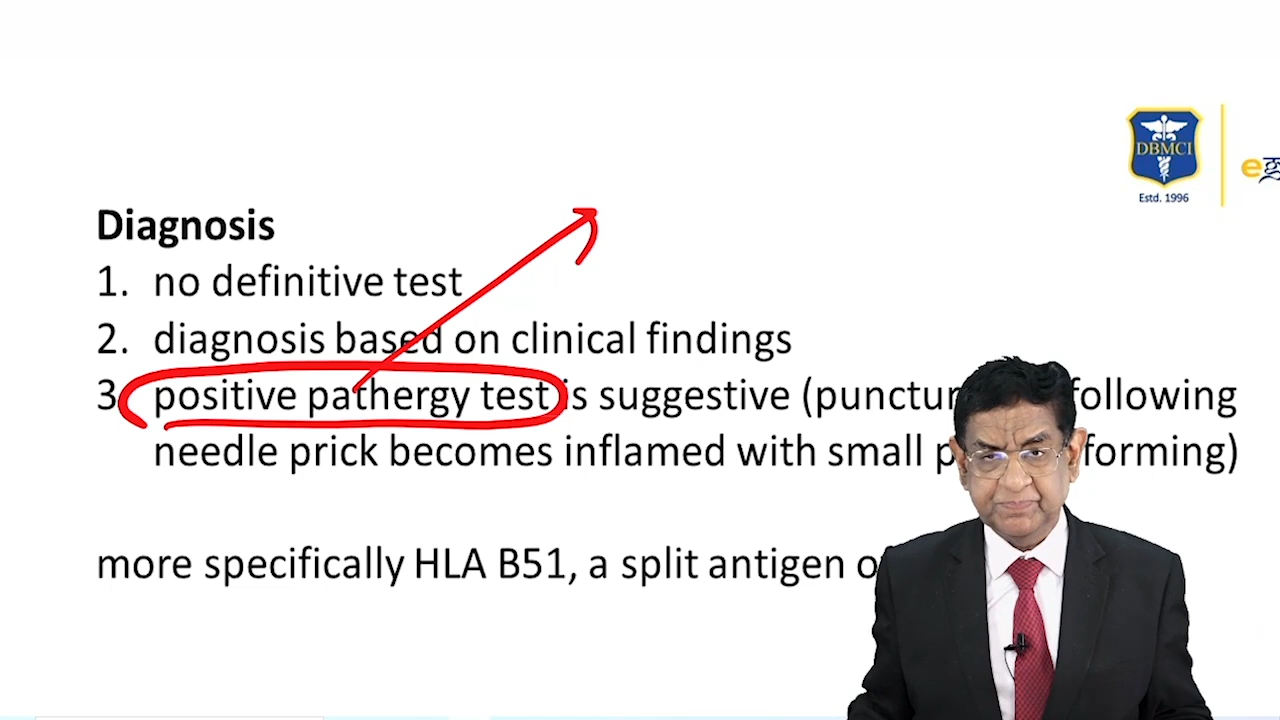 DBMCI
Estd. 1996
Diagnosis
1. no definitive test
2. diagnosis based on clinical findings
3 positive pathergy test is suggestive (punctur following
needle prick becomes inflamed with small p forming)
more specifically HLA B51, a split antigen o